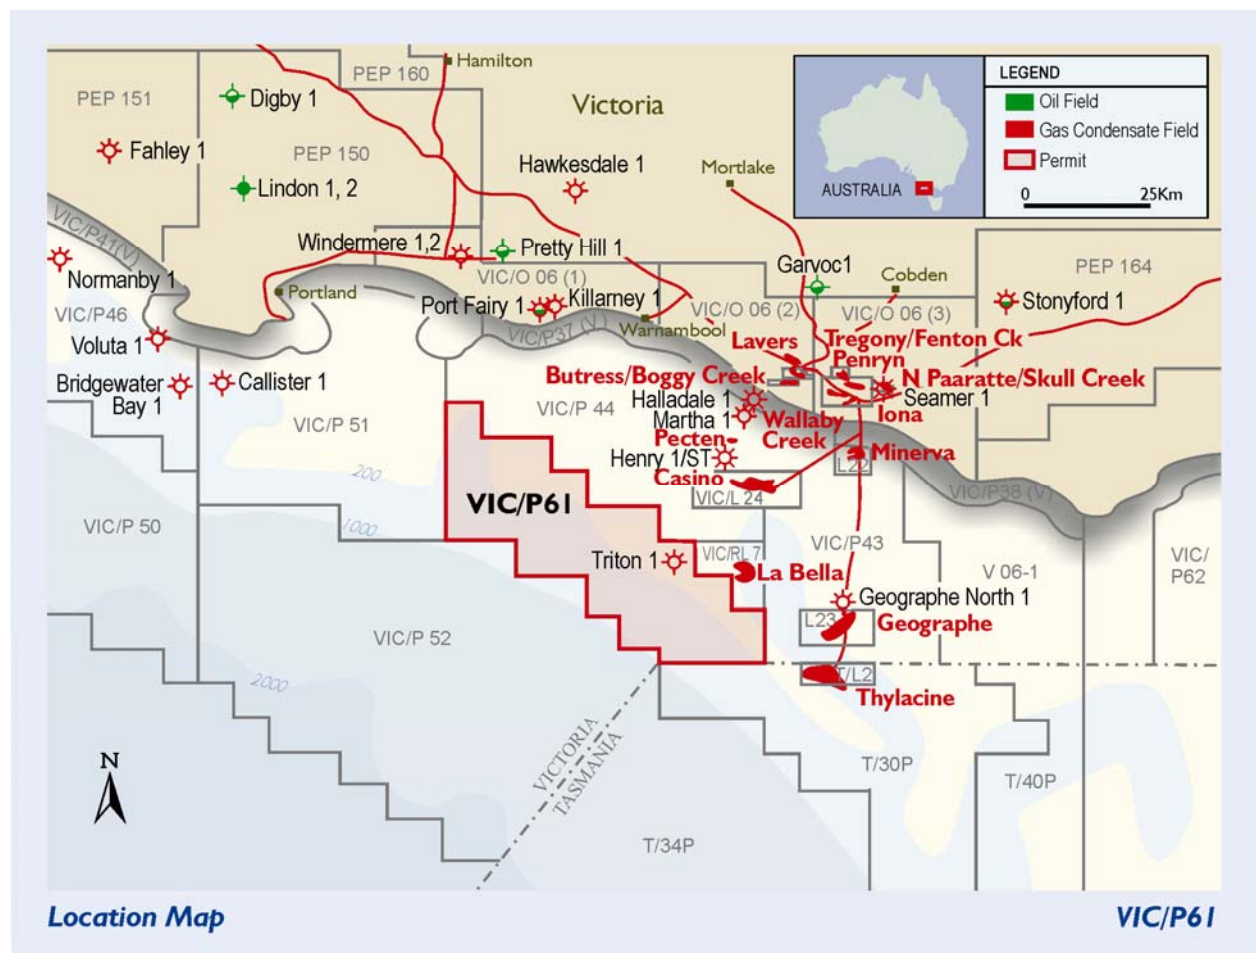 Hamilton
PEP 160
PEP 151
Digby 1
Victoria
Fahley 1
PEP 150
Lindon 1, 2
Hawkesdale 1
Mortlake
AUSTRALIA
LEGEND
Oil Field
Gas Condensate Field
Permit
0
25Km
VIC/P41(V)
Windermere 1,2
Pretty Hill 1
Normanby 1
VIC/O 06 (1)
Garvoc1
Cobden
PEP 164
Portland
Port Fairy 1
Killarney 1
VIC/O 06 (2)
VIC/O 06 (3)
Stonyford 1
VIC/P46
VIC/P37 (V)
Warnambool
Voluta 1
Lavers
Tregony/Fenton Ck
Penryn
Bridgewater
Bay 1
Callister 1
Butress/Boggy Creek
N Paaratte/Skull Creek
Halladale 1
Seamer 1
VIC/P 51
VIC/P 44
Martha 1
Wallaby
Creek
Iona
Pecten
Henry 1/ST
Minerva
L22
200
Casino
VIC/L 24
VIC/P38 (V)
VIC/P61
VIC/P 50
1000
VIC/P43
VIC/RL 7
Triton 1
La Bella
V 06-1
VIC/
P62
Geographe North 1
L23
Geographe
VIC/P 52
2000
T/L2
Thylacine
VICTORIA
TASMANIA
N
T/30P
T/40P
T/34P
Location Map
VIC/P61